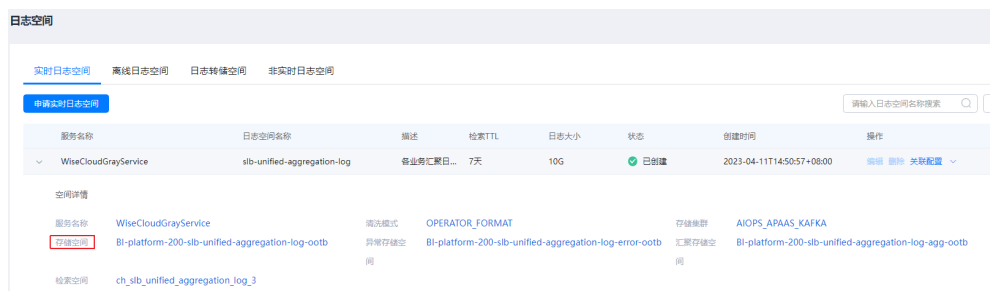 日志空间
实时日志空间 离线日志空间 日志转储空间 非实时日志空间
申请实时日志空间 请输入日志空间名称搜索
服务名称 日志空间名称 描述 检索TTL 日志大小 状态 创建时间 操作
WiseCloudGrayService slb-unified-aggregation-log 各业务汇聚日... 7天 10G 已创建 2023-04-11T14:50:57+08:00 编辑 删除 关联配置
空间详情
服务名称 WiseCloudGrayService 清洗模式 OPERATOR_FORMAT 存储集群 AIOPS_APAAS_KAFKA
存储空间 BI-platform-200-slb-unified-aggregation-log-ootb 异常存储空间 BI-platform-200-slb-unified-aggregation-log-error-ootb 汇聚存储空间 BI-platform-200-slb-unified-aggregation-log-agg-ootb
检索空间 ch_slb_unified_aggregation_log_3